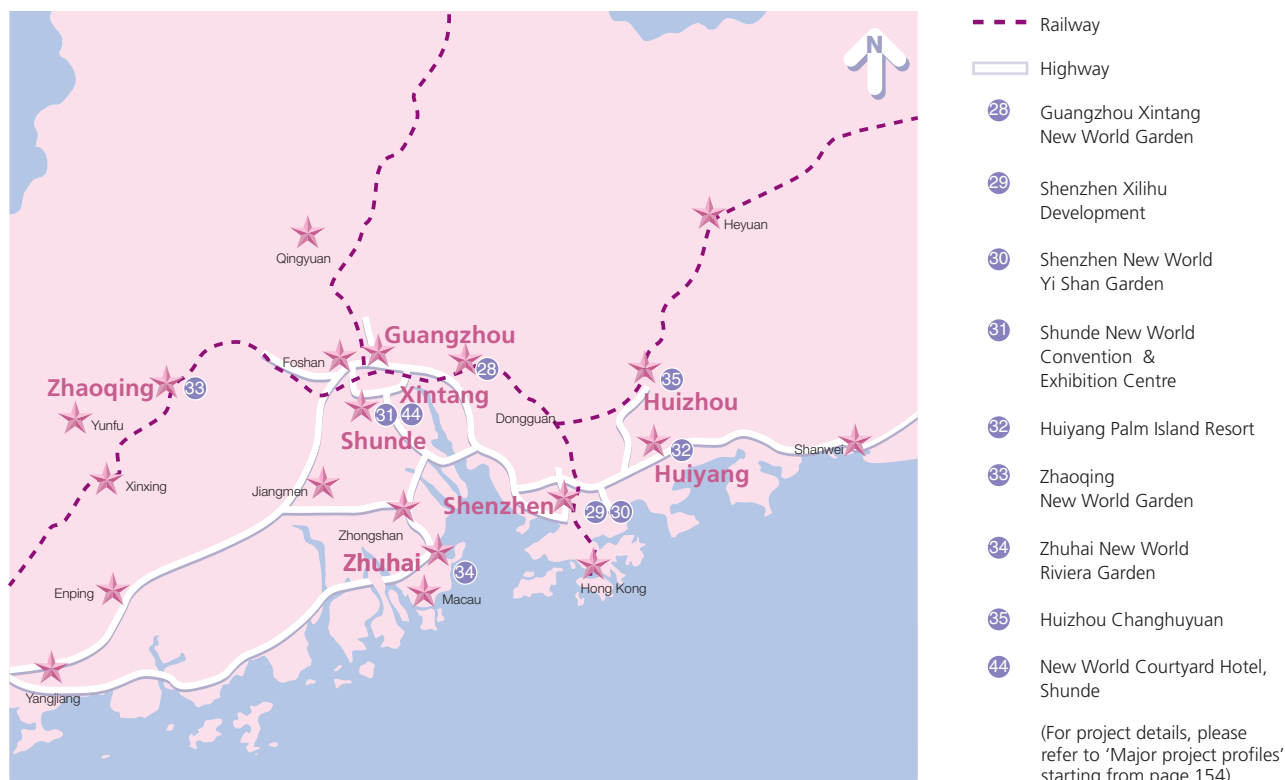 N
Qingyuan
Heyuan
Guangzhou
Foshan
28
Zhaoqing
33
Xintang
35
Huizhou
Yunfu
31
44
Dongguan
Shunde
32
Shanwei
Huiyang
Xinxing
Jiangmen
Shenzhen
29
30
Zhongshan
Zhuhai
34
Enping
Macau
Hong Kong
Yangjiang
Railway
Highway
28 Guangzhou Xintang
New World Garden
29 Shenzhen Xilihu
Development
30 Shenzhen New World
Yi Shan Garden
31 Shunde New World
Convention &
Exhibition Centre
32 Huiyang Palm Island Resort
33 Zhaoqing
New World Garden
34 Zhuhai New World
Riviera Garden
35 Huizhou Changhuyuan
44 New World Courtyard Hotel,
Shunde
(For project details, please
refer to ‘Major project profiles’
starting from page 154)